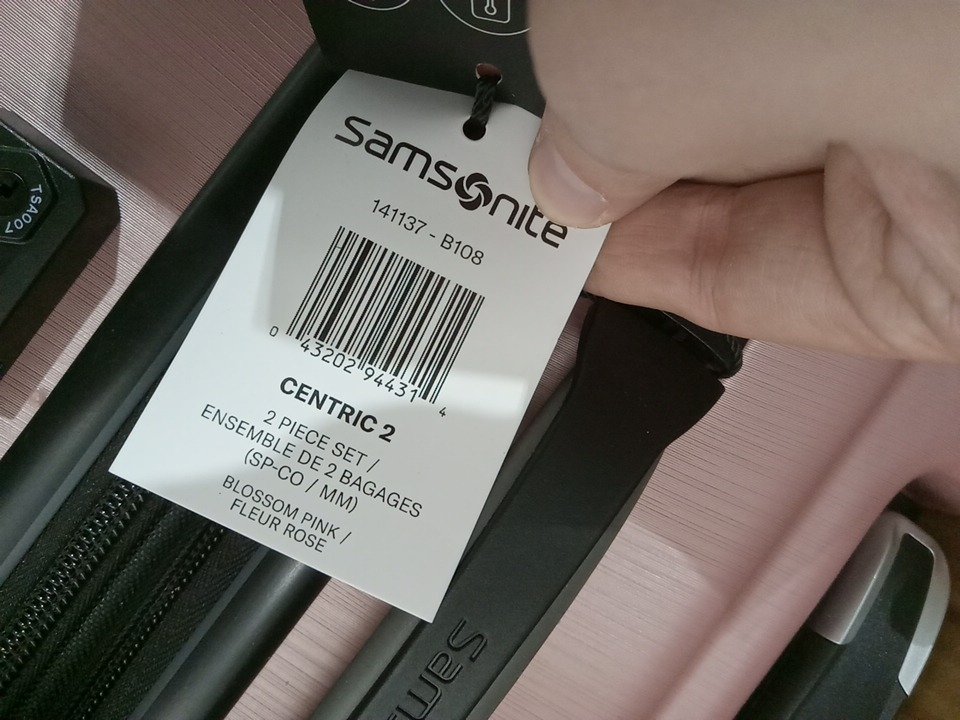 Samsonite
141137 - B108
0 43202 94431 4
CENTRIC 2
2 PIECE SET /
ENSEMBLE DE 2 BAGAGES
(SP-CO / MM)
BLOSSOM PINK /
FLEUR ROSE
TSA007
Sams